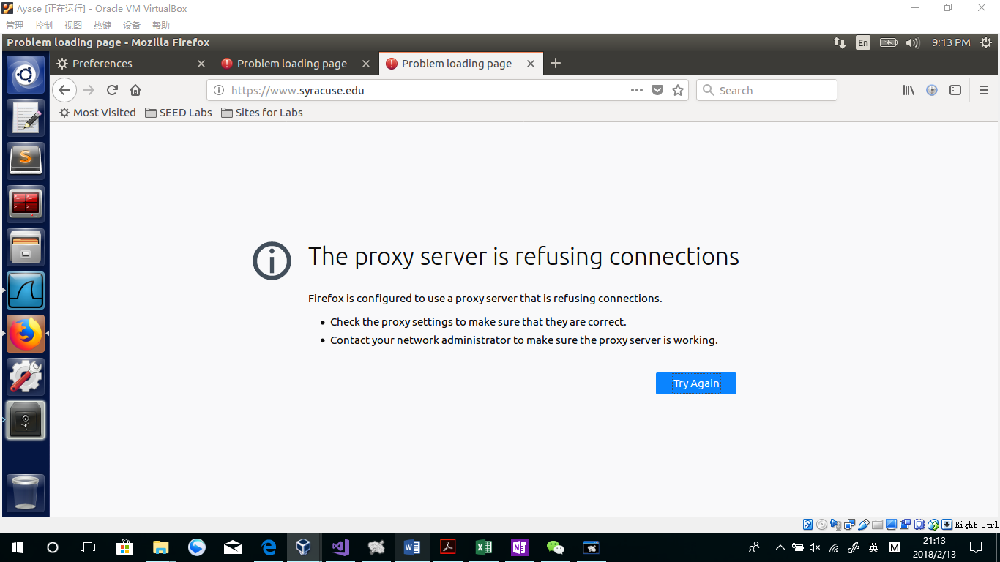 Ayase [正在运行] - Oracle VM VirtualBox
管理 控制 视图 热键 设备 帮助
Problem loading page - Mozilla Firefox En 9:13 PM
Preferences Problem loading page Problem loading page
https://www.syracuse.edu Search
Most Visited SEED Labs Sites for Labs
The proxy server is refusing connections
Firefox is configured to use a proxy server that is refusing connections.
Check the proxy settings to make sure that they are correct.
Contact your network administrator to make sure the proxy server is working.
Try Again
Right Ctrl
英 M 21:13
2018/2/13